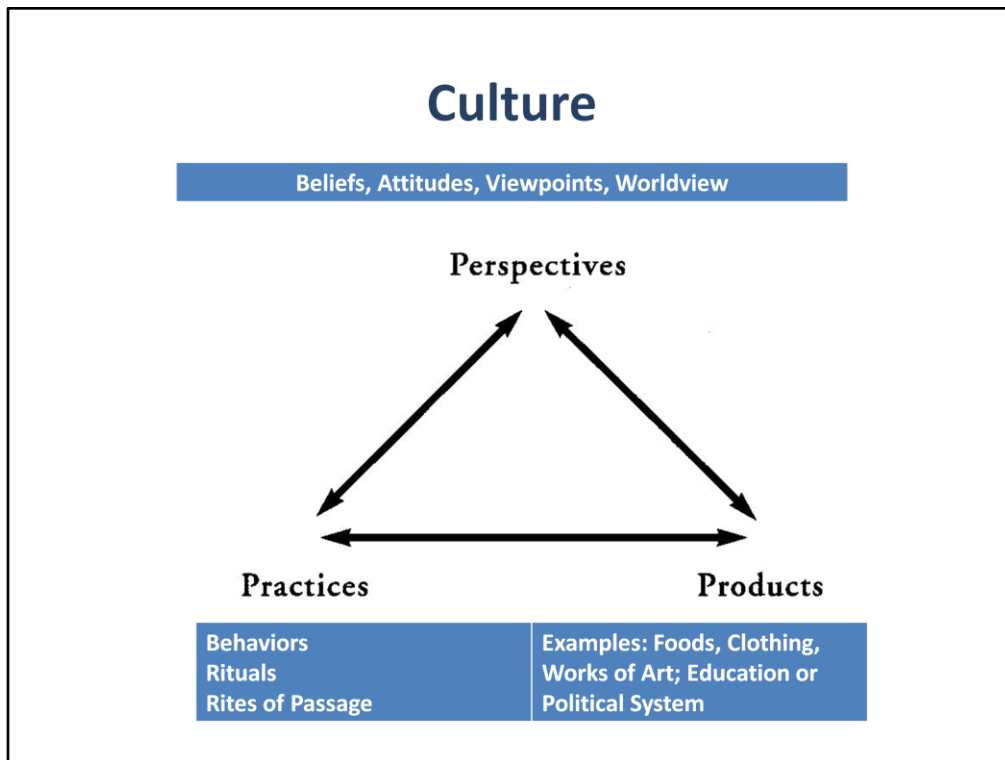 Culture
Beliefs, Attitudes, Viewpoints, Worldview
Perspectives
Practices
Products
Behaviors
Rituals
Rites of Passage
Examples: Foods, Clothing,
Works of Art; Education or
Political System